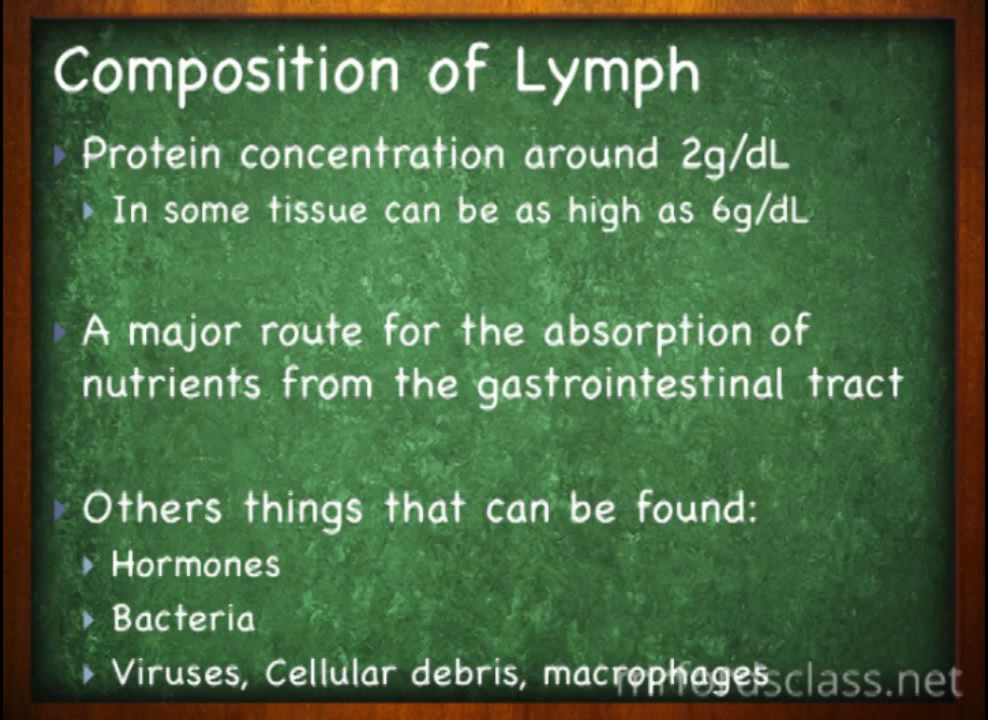 Composition of Lymph
Protein concentration around 2g/dL
In some tissue can be as high as 6g/dL
A major route for the absorption of
nutrients from the gastrointestinal tract
Others things that can be found:
Hormones
Bacteria
Viruses, Cellular debris, macrophages